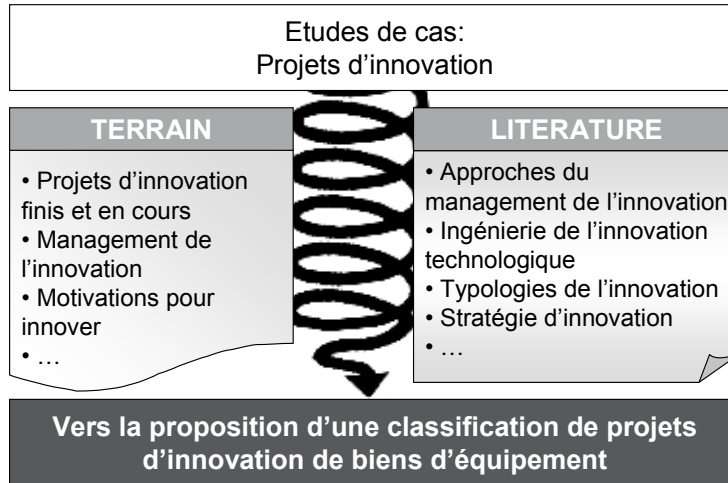 Etudes de cas:
Projets d’innovation
TERRAIN
• Projets d’innovation
finis et en cours
• Management de
l’innovation
• Motivations pour
innover
• …
LITERATURE
• Approches du
management de l’innovation
• Ingénierie de l’innovation
technologique
• Typologies de l’innovation
• Stratégie d’innovation
• …
Vers la proposition d’une classification de projets
d’innovation de biens d’équipement